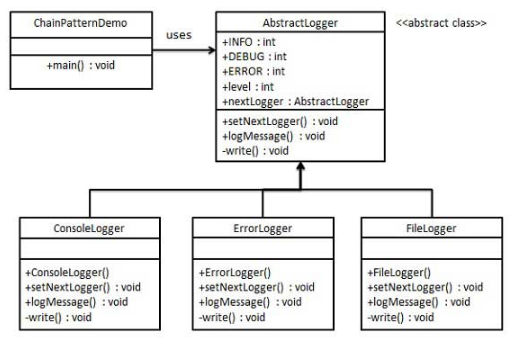 ChainPatternDemo
+main() : void
uses
AbstractLogger
<<abstract class>>
+INFO : int
+DEBUG : int
+ERROR : int
+level : int
+nextLogger : AbstractLogger
+setNextLogger() : void
+logMessage() : void
-write() : void
ConsoleLogger
+ConsoleLogger()
+setNextLogger() : void
+logMessage() : void
-write() : void
ErrorLogger
+ErrorLogger()
+setNextLogger() : void
+logMessage() : void
-write() : void
FileLogger
+FileLogger()
+setNextLogger() : void
+logMessage() : void
-write() : void